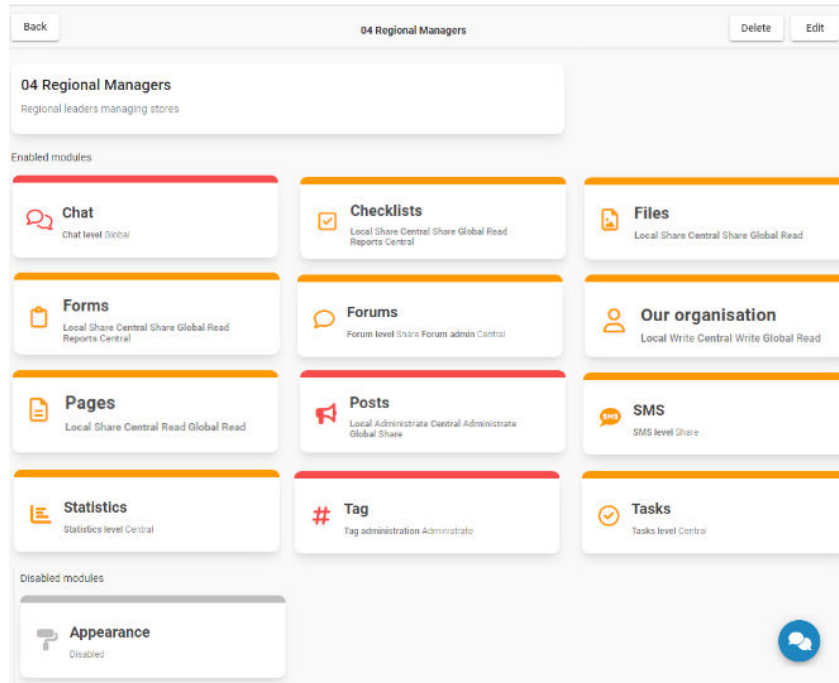 Back
04 Regional Managers
Delete
Edit
04 Regional Managers
Regional leaders managing stores
Enabled modules
Chat
Chat level Global
Checklists
Local Share Central Share Global Read
Reports Central
Files
Local Share Central Share Global Read
Forms
Local Share Central Share Global Read
Reports Central
Forums
Forum level Share Forum admin Central
Our organisation
Local Write Central Write Global Read
Pages
Local Share Central Read Global Read
Posts
Local Administrate Central Administrate
Global Share
SMS
SMS
SMS level Share
Statistics
Statistics level Central
Tag
Tag administration Administrate
Tasks
Tasks level Central
Disabled modules
Appearance
Disabled